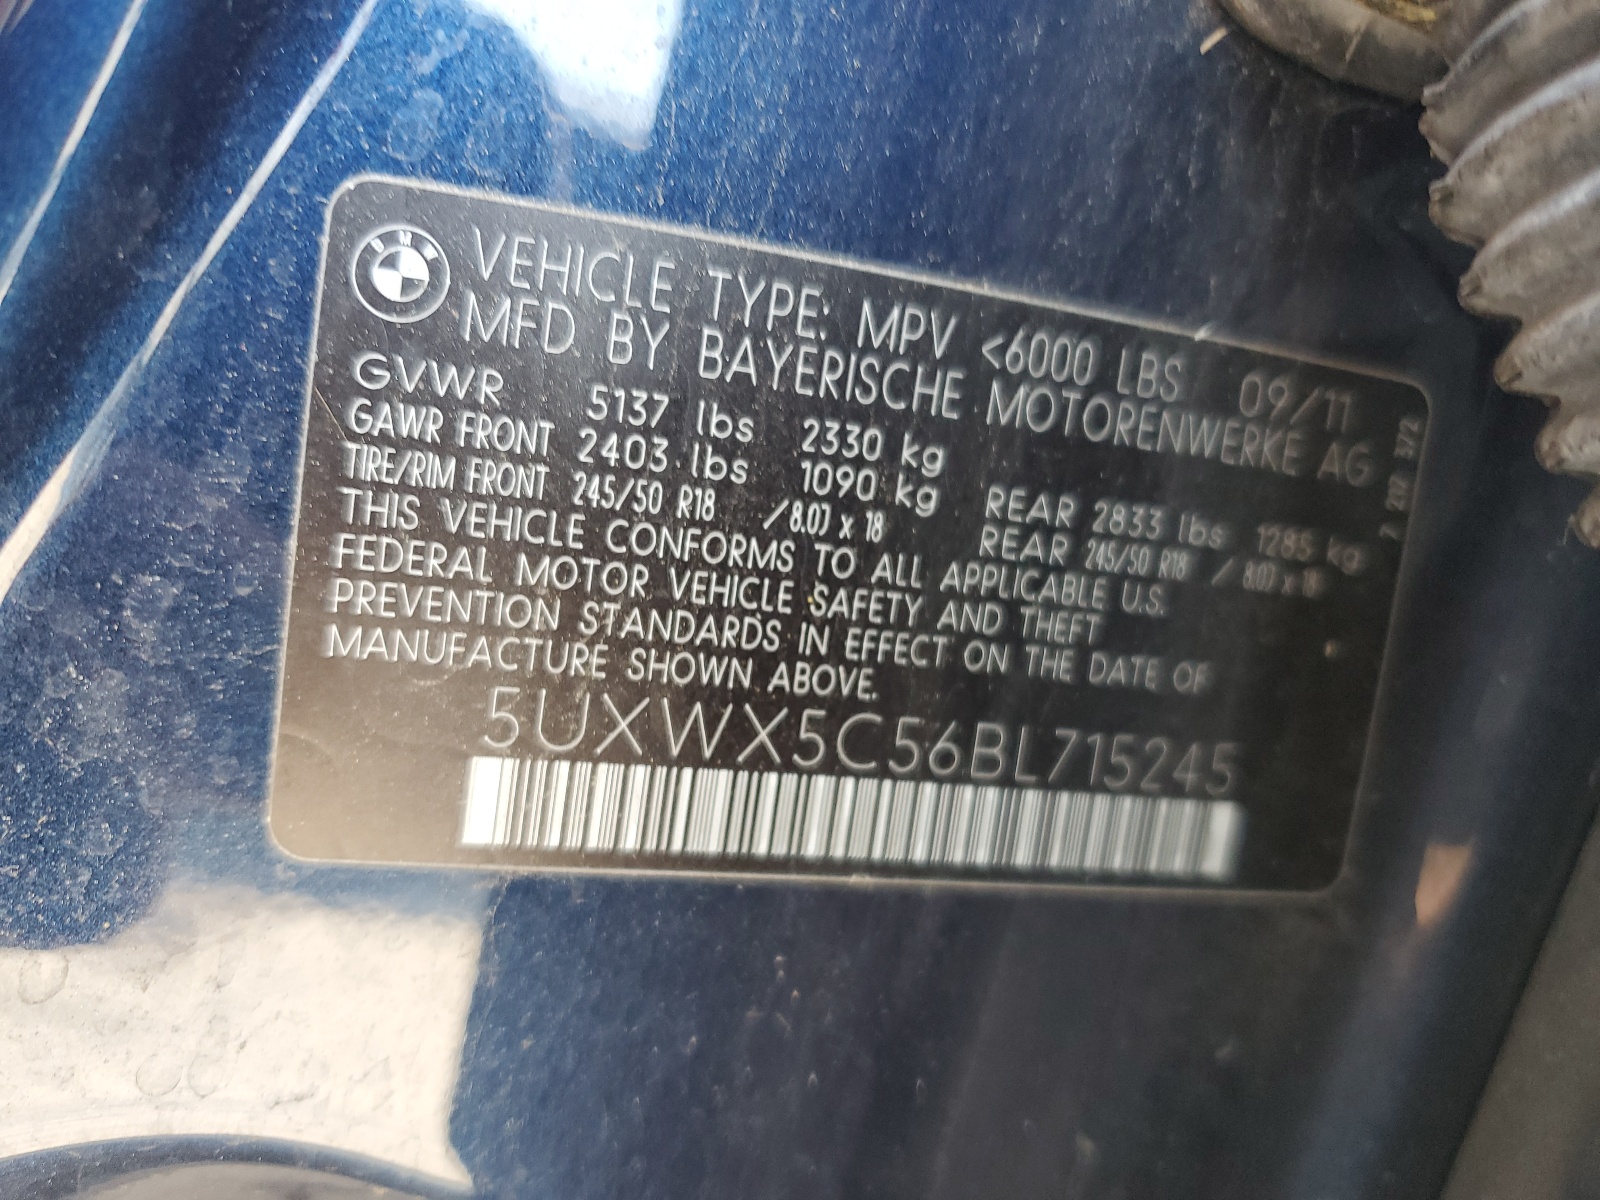 BMW
VEHICLE TYPE: MPV <6000 LBS 09/11
MFD BY BAYERISCHE MOTORENWERKE AG
GVWR 5137 lbs 2330 kg
GAWR FRONT 2403 lbs 1090 kg REAR 2833 lbs 1285 kg
TIRE/RIM FRONT 245/50 R18 / 8.0J x 18 REAR 245/50 R18 / 8.0J x 18
THIS VEHICLE CONFORMS TO ALL APPLICABLE U.S.
FEDERAL MOTOR VEHICLE SAFETY AND THEFT
PREVENTION STANDARDS IN EFFECT ON THE DATE OF
MANUFACTURE SHOWN ABOVE.
5UXWX5C56BL715245